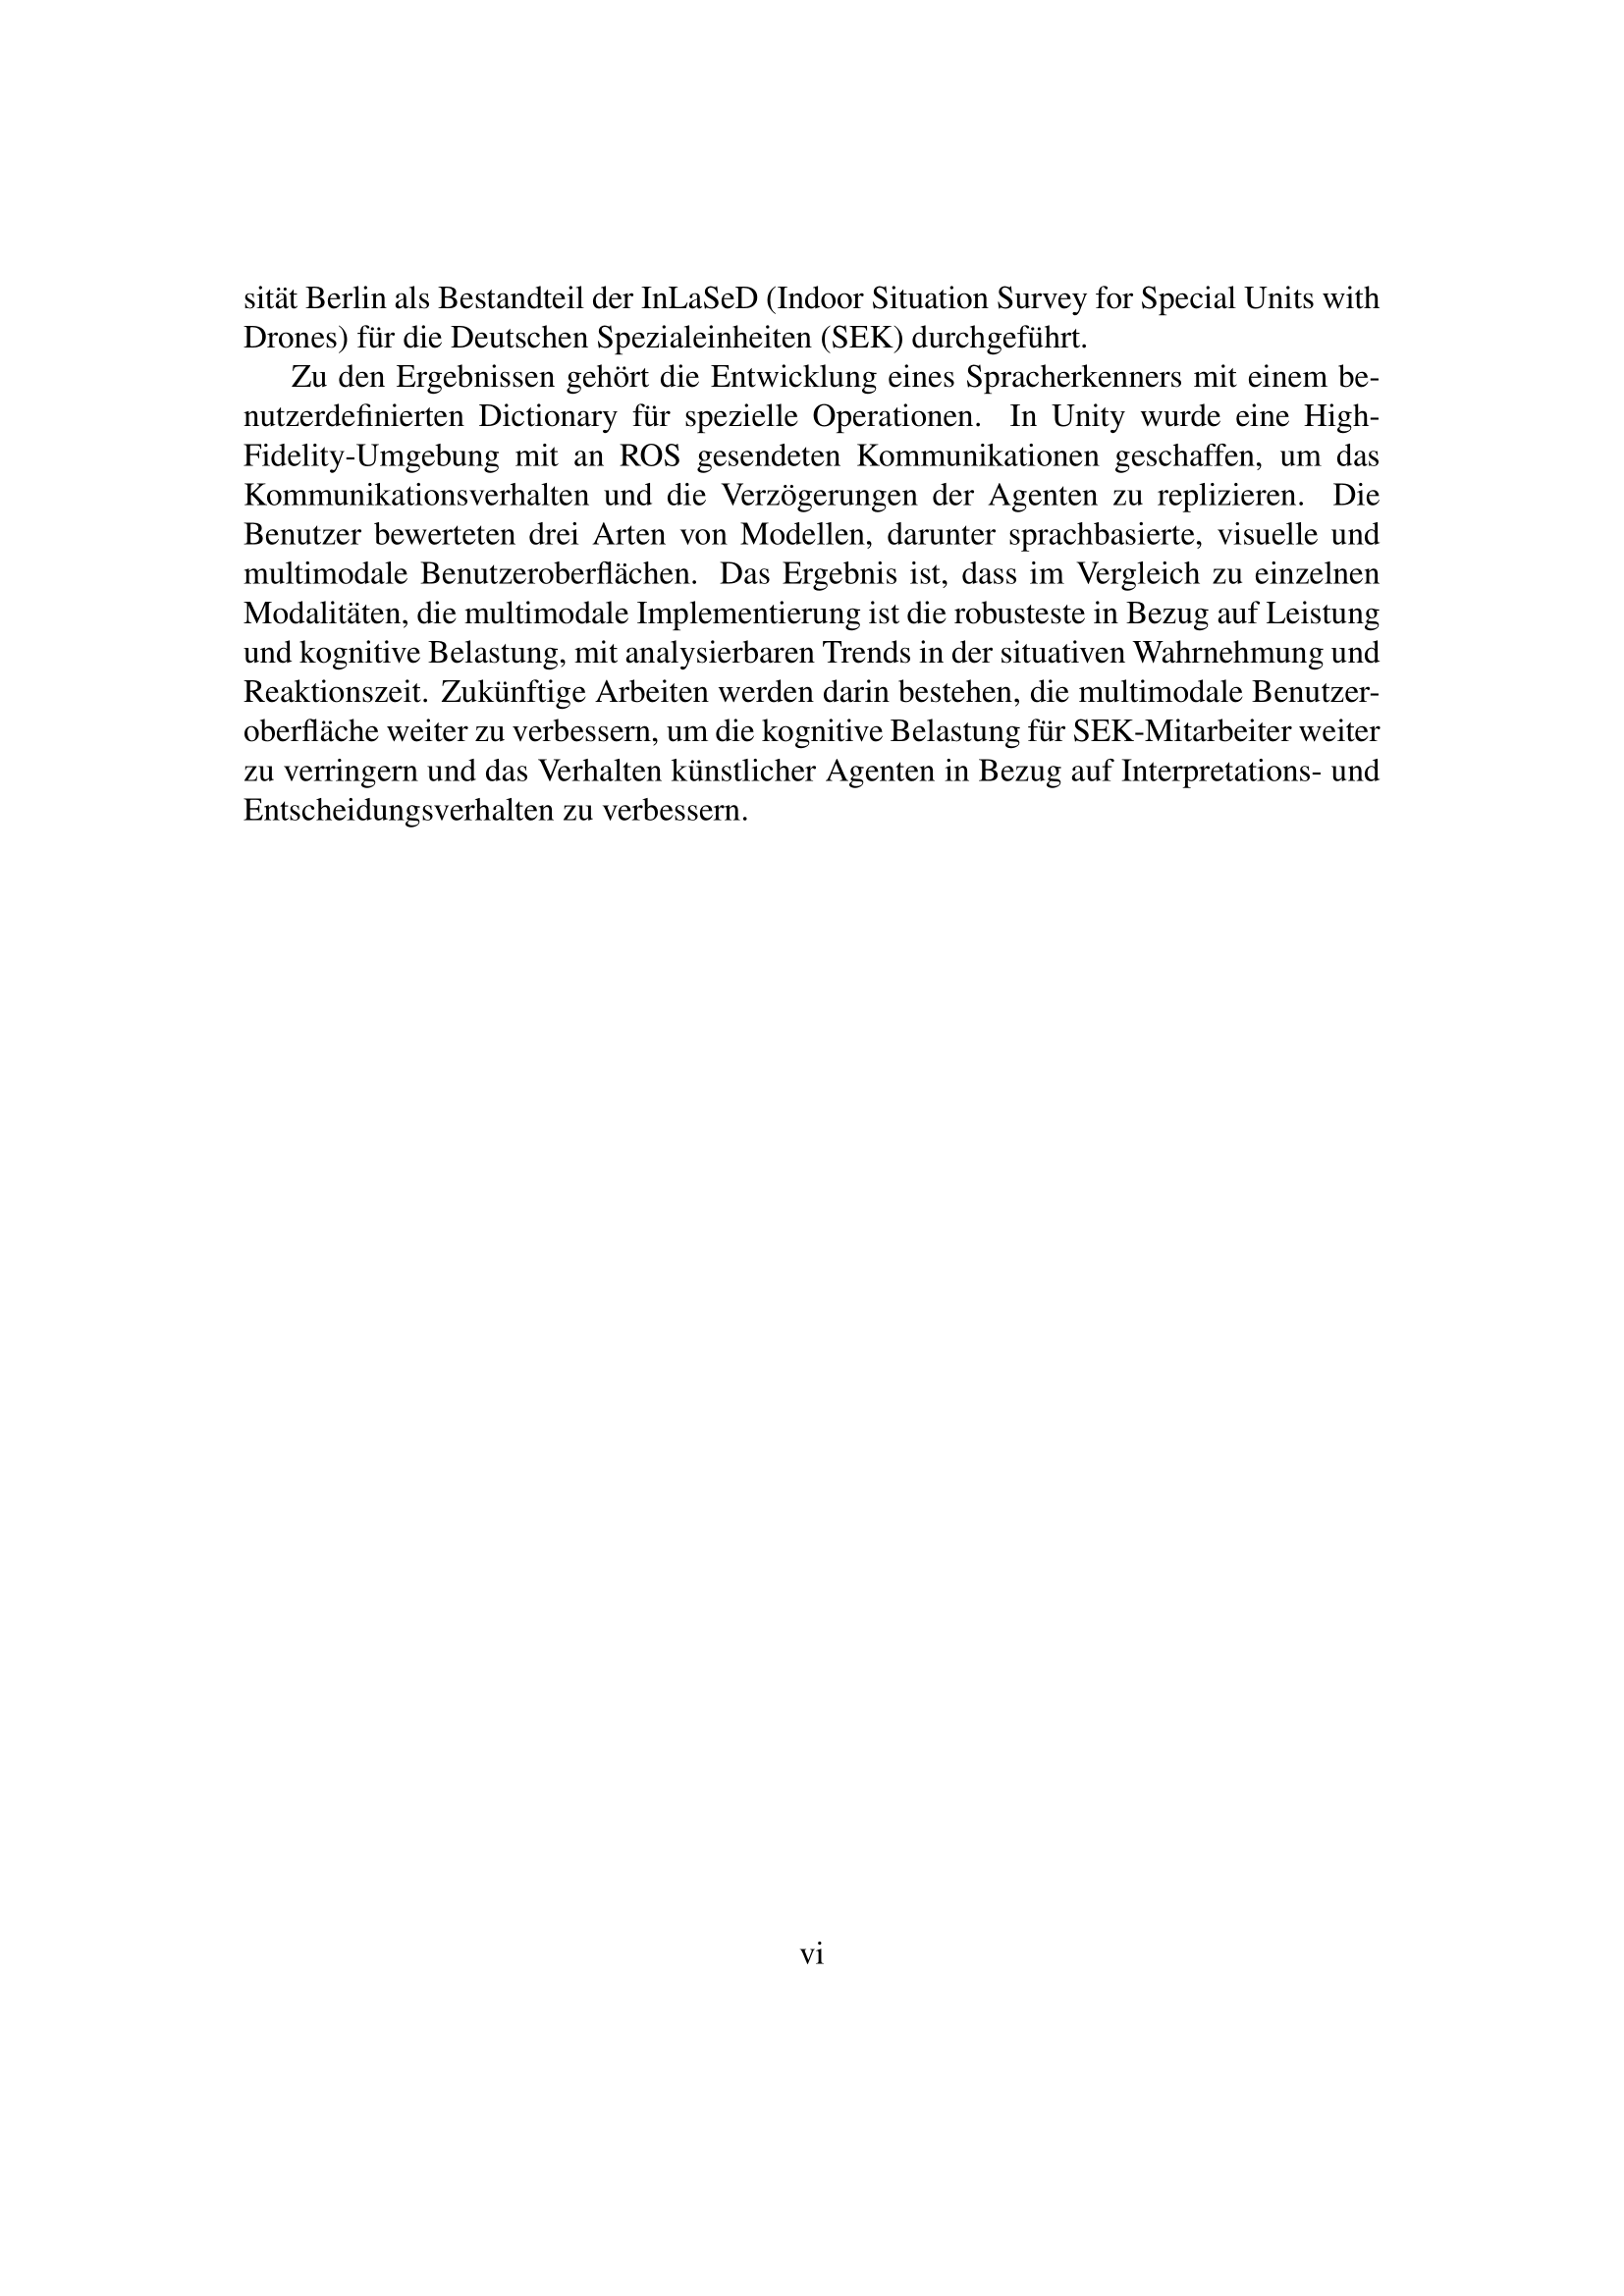 sität Berlin als Bestandteil der InLaSeD (Indoor Situation Survey for Special Units with
Drones) für die Deutschen Spezialeinheiten (SEK) durchgeführt.
Zu den Ergebnissen gehört die Entwicklung eines Spracherkenners mit einem be-
nutzerdefinierten Dictionary für spezielle Operationen. In Unity wurde eine High-
Fidelity-Umgebung mit an ROS gesendeten Kommunikationen geschaffen, um das
Kommunikationsverhalten und die Verzögerungen der Agenten zu replizieren. Die
Benutzer bewerteten drei Arten von Modellen, darunter sprachbasierte, visuelle und
multimodale Benutzeroberflächen. Das Ergebnis ist, dass im Vergleich zu einzelnen
Modalitäten, die multimodale Implementierung ist die robusteste in Bezug auf Leistung
und kognitive Belastung, mit analysierbaren Trends in der situativen Wahrnehmung und
Reaktionszeit. Zukünftige Arbeiten werden darin bestehen, die multimodale Benutzer-
oberfläche weiter zu verbessern, um die kognitive Belastung für SEK-Mitarbeiter weiter
zu verringern und das Verhalten künstlicher Agenten in Bezug auf Interpretations- und
Entscheidungsverhalten zu verbessern.
vi